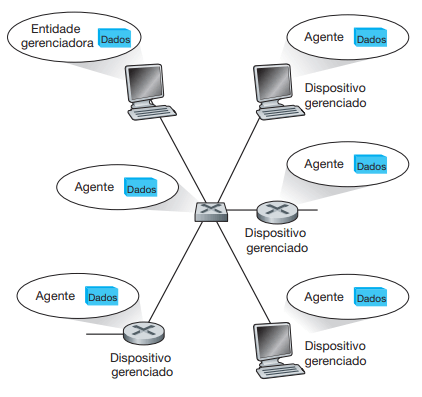 Entidade
gerenciadora
Dados
Agente
Dados
Dispositivo
gerenciado
Agente
Dados
Agente
Dados
Dispositivo
gerenciado
Agente
Dados
Agente
Dados
Dispositivo
gerenciado
Dispositivo
gerenciado